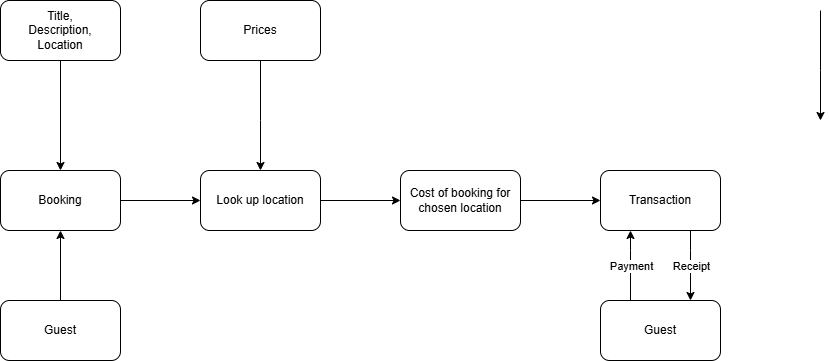 Title,
Description,
Location
Prices
Booking
Look up location
Cost of booking for
chosen location
Transaction
Payment
Receipt
Guest
Guest